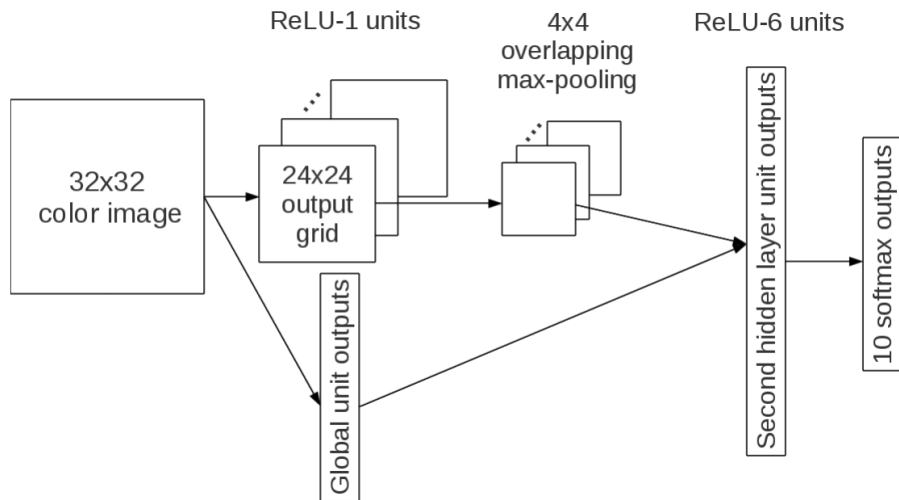 ReLU-1 units
4x4
overlapping
max-pooling
ReLU-6 units
32x32
color image
24x24
output
grid
Global unit outputs
Second hidden layer unit outputs
10 softmax outputs